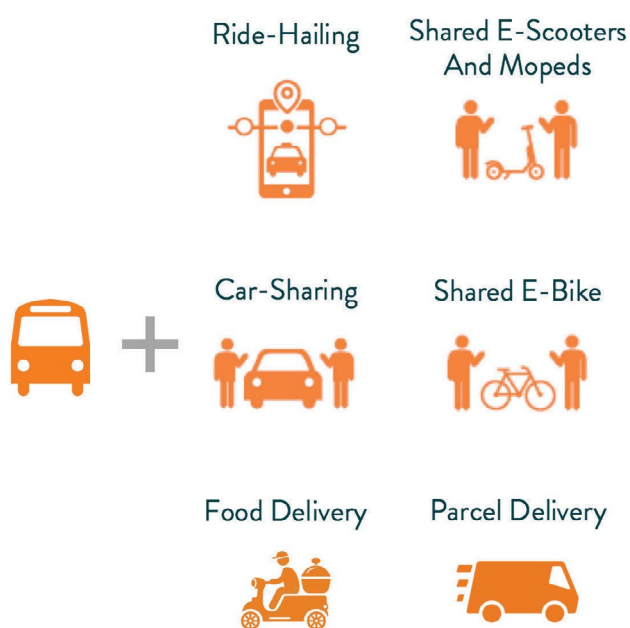 Ride-Hailing
Shared E-Scooters
And Mopeds
Car-Sharing
Shared E-Bike
Food Delivery
Parcel Delivery